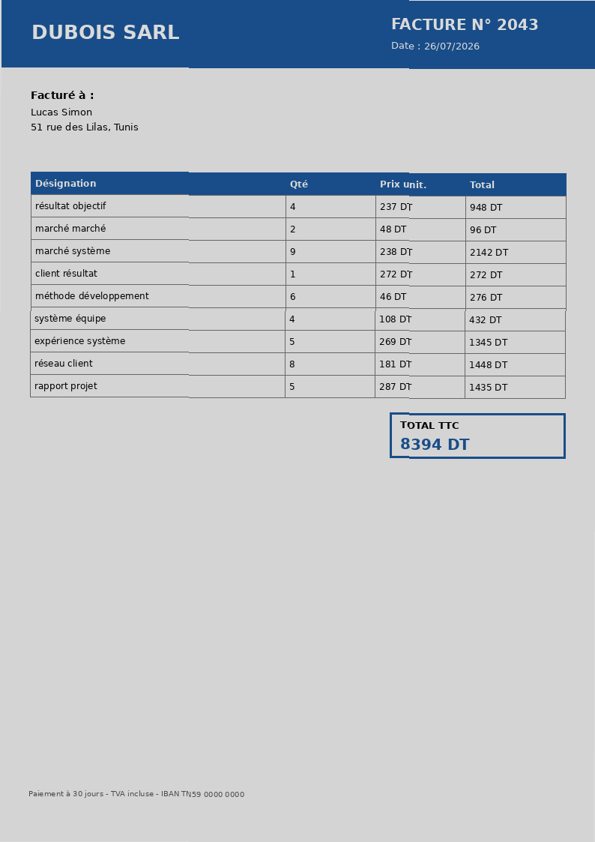 DUBOIS SARL
FACTURE N° 2043
Date : 26/07/2026
Facturé à :
Lucas Simon
51 rue des Lilas, Tunis
Désignation Qté Prix unit. Total
résultat objectif 4 237 DT 948 DT
marché marché 2 48 DT 96 DT
marché système 9 238 DT 2142 DT
client résultat 1 272 DT 272 DT
méthode développement 6 46 DT 276 DT
système équipe 4 108 DT 432 DT
expérience système 5 269 DT 1345 DT
réseau client 8 181 DT 1448 DT
rapport projet 5 287 DT 1435 DT
TOTAL TTC
8394 DT
Paiement à 30 jours - TVA incluse - IBAN TN59 0000 0000